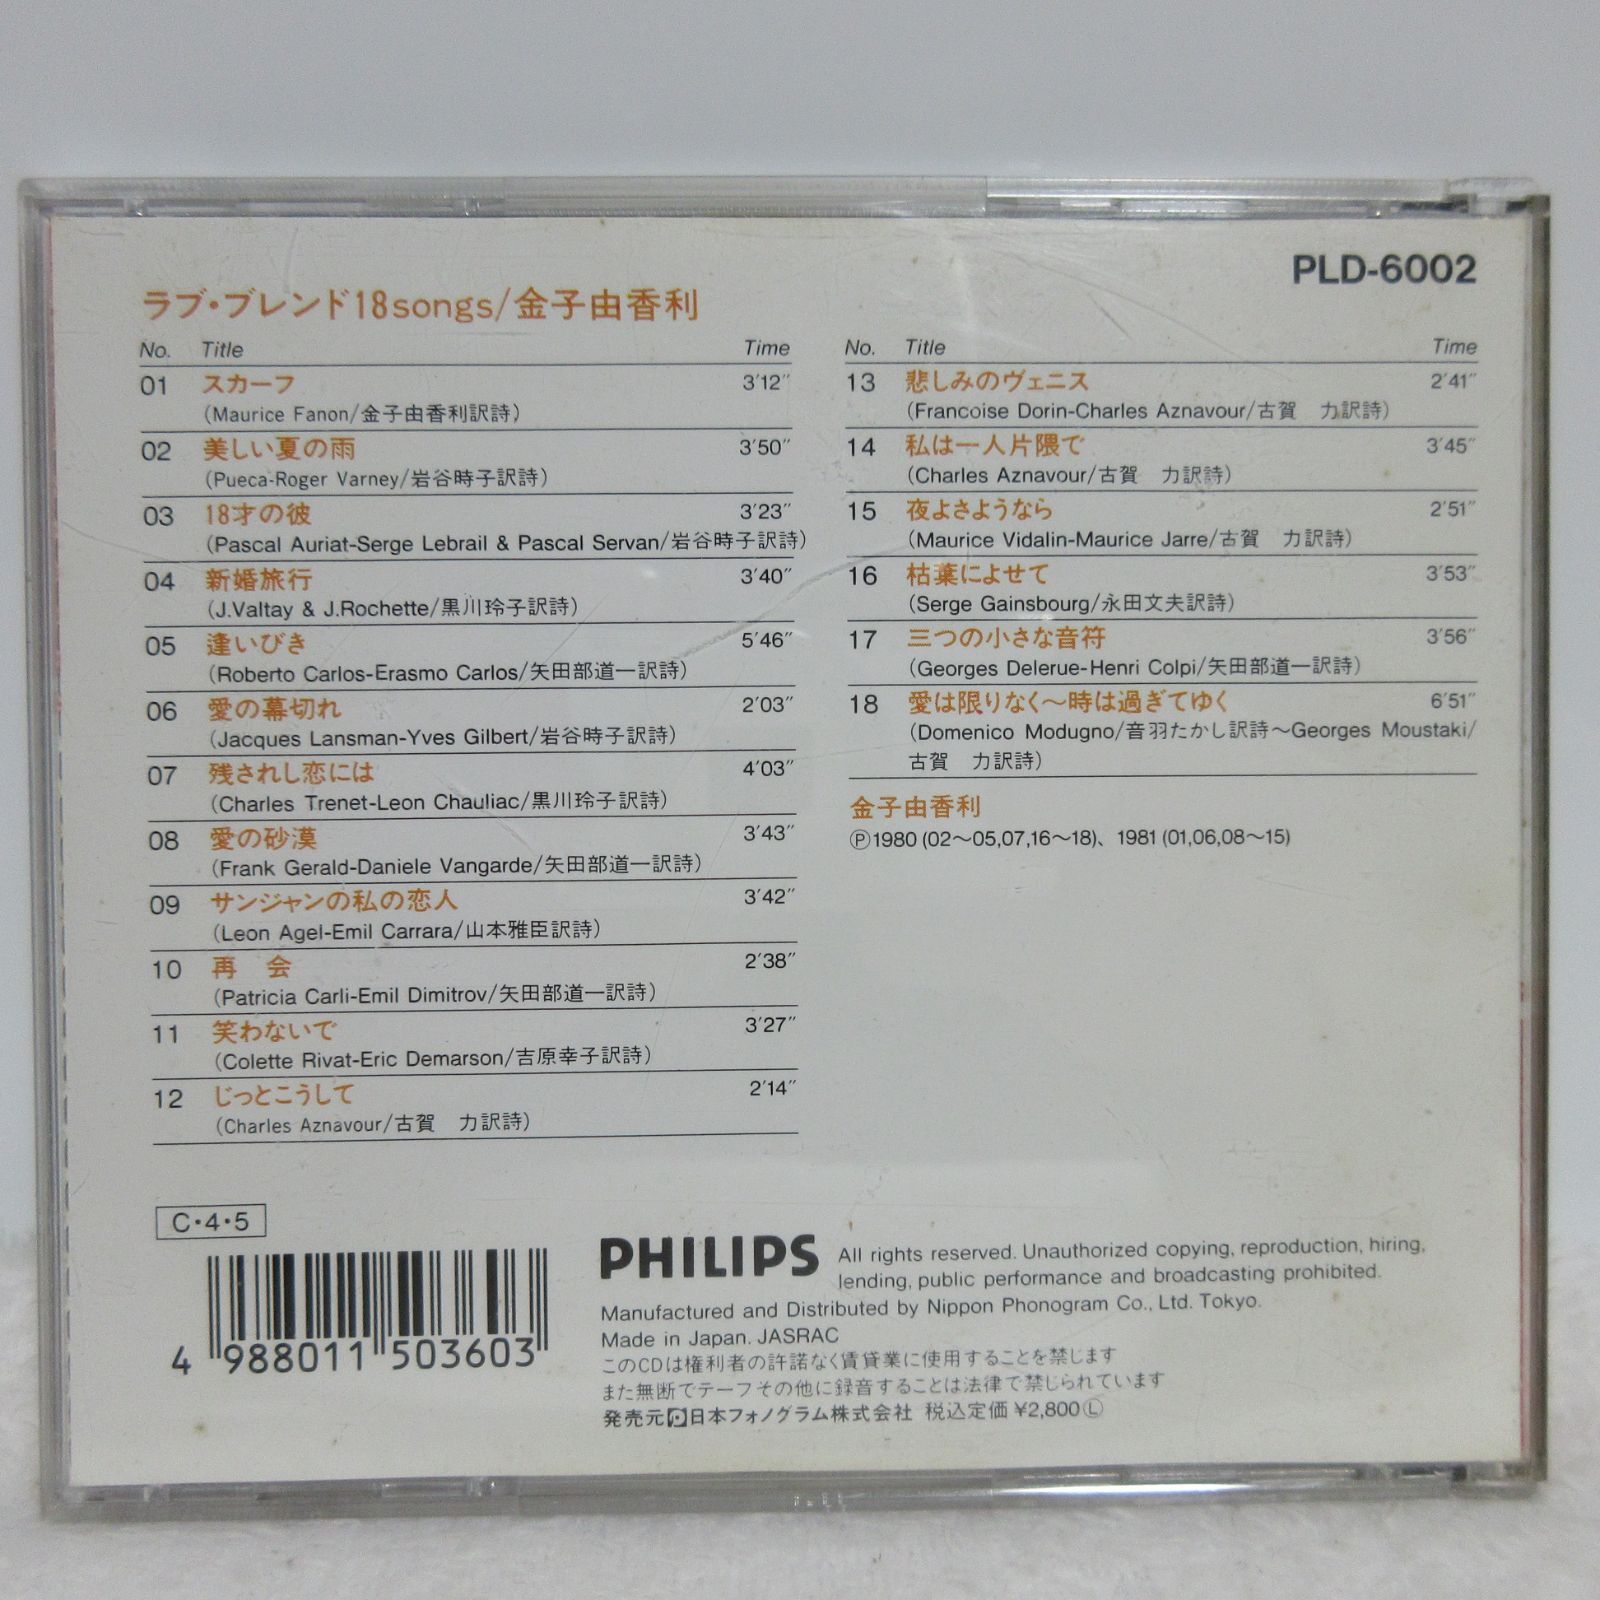 PLD-6002
ラブ・ブレンド18songs/金子由香利
No. Title Time
01 スカーフ 3'12"
(Maurice Fanon/金子由香利訳詩)
02 美しい夏の雨 3'50"
(Pueca-Roger Varney/岩谷時子訳詩)
03 18才の彼 3'23"
(Pascal Auriat-Serge Lebrail & Pascal Servan/岩谷時子訳詩)
04 新婚旅行 3'40"
(J.Valtay & J.Rochette/黒川玲子訳詩)
05 逢いびき 5'46"
(Roberto Carlos-Erasmo Carlos/矢田部道一訳詩)
06 愛の幕切れ 2'03"
(Jacques Lansman-Yves Gilbert/岩谷時子訳詩)
07 残されし恋には 4'03"
(Charles Trenet-Leon Chauliac/黒川玲子訳詩)
08 愛の砂漠 3'43"
(Frank Gerald-Daniele Vangarde/矢田部道一訳詩)
09 サンジャンの私の恋人 3'42"
(Leon Agel-Emil Carrara/山本雅臣訳詩)
10 再　会 2'38"
(Patricia Carli-Emil Dimitrov/矢田部道一訳詩)
11 笑わないで 3'27"
(Colette Rivat-Eric Demarson/吉原幸子訳詩)
12 じっとこうして 2'14"
(Charles Aznavour/古賀　力訳詩)
No. Title Time
13 悲しみのヴェニス 2'41"
(Francoise Dorin-Charles Aznavour/古賀　力訳詩)
14 私は一人片隅で 3'45"
(Charles Aznavour/古賀　力訳詩)
15 夜よさようなら 2'51"
(Maurice Vidalin-Maurice Jarre/古賀　力訳詩)
16 枯葉によせて 3'53"
(Serge Gainsbourg/永田文夫訳詩)
17 三つの小さな音符 3'56"
(Georges Delerue-Henri Colpi/矢田部道一訳詩)
18 愛は限りなく〜時は過ぎてゆく 6'51"
(Domenico Modugno/音羽たかし訳詩〜Georges Moustaki/
古賀　力訳詩)
金子由香利
Ⓟ1980 (02〜05,07,16〜18)、1981 (01,06,08〜15)
C・4・5
4 988011 503603
PHILIPS
All rights reserved. Unauthorized copying, reproduction, hiring,
lending, public performance and broadcasting prohibited.
Manufactured and Distributed by Nippon Phonogram Co., Ltd. Tokyo.
Made in Japan. JASRAC
このCDは権利者の許諾なく賃貸業に使用することを禁じます
また無断でテープその他に録音することは法律で禁じられています
発売元 日本フォノグラム株式会社 税込定価 ¥2,800Ⓛ